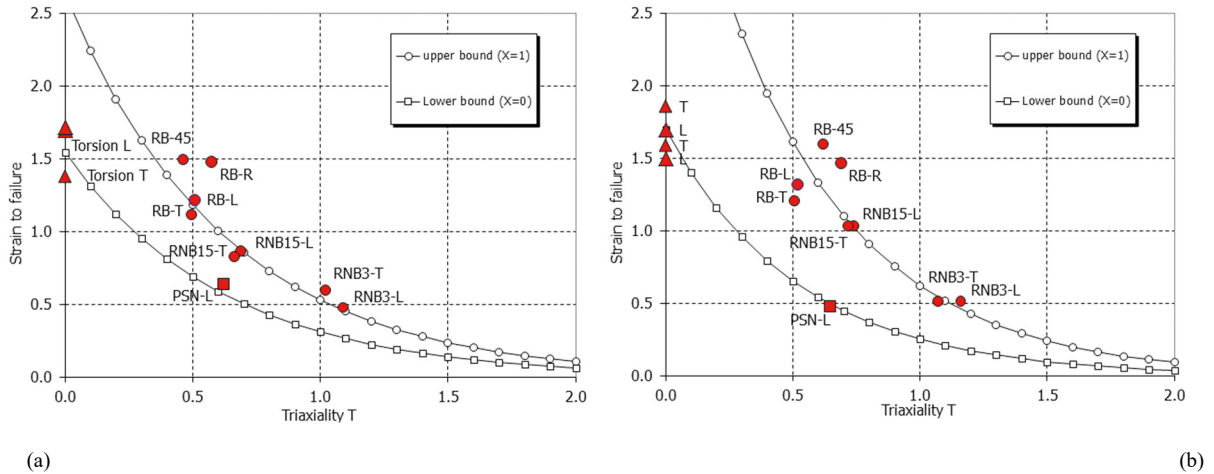 2.5
2.0
1.5
1.0
0.5
0.0
Strain to failure
upper bound (X=1)
Lower bound (X=0)
RB-45
RB-R
Torsion L
Torsion T
RB-L
RB-T
RNB15-L
RNB15-T
RNB3-T
PSN-L
RNB3-L
0.0
0.5
1.0
1.5
2.0
Triaxiality T
(a)
2.5
2.0
1.5
1.0
0.5
0.0
Strain to failure
upper bound (X=1)
Lower bound (X=0)
T
L
T
L
RB-45
RB-L
RB-R
RB-T
RNB15-L
RNB15-T
RNB3-T
RNB3-L
PSN-L
0.0
0.5
1.0
1.5
2.0
Triaxiality T
(b)